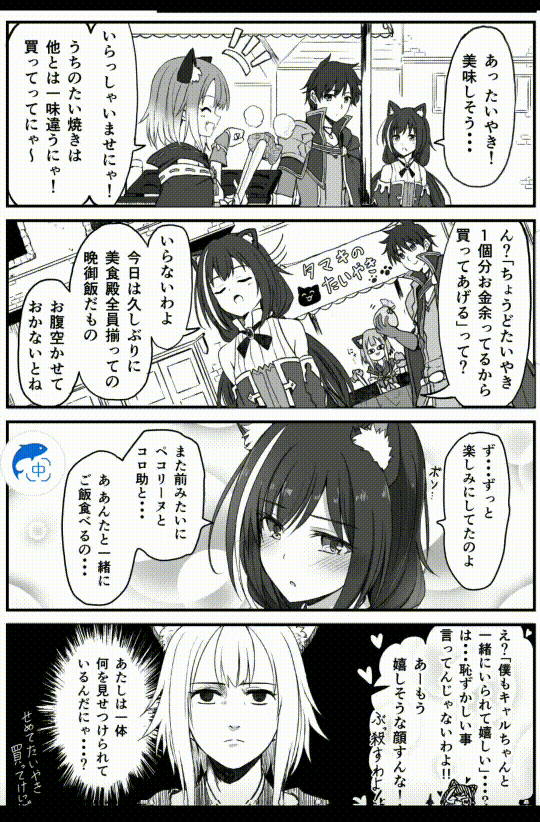 あっ たいやき！
美味しそう・・・
いらっしゃいませにゃ！
うちのたい焼きは
他とは一味違うにゃ！
買ってってにゃ～
ん？「ちょうどたいやき
１個分お金余ってるから
買ってあげる」って？
タマキの
たいやき
いらないわよ
今日は久しぶりに
美食殿全員揃っての
晩御飯だもの
お腹空かせて
おかないとね
ず・・・ずっと
楽しみにしてたのよ
ボソ・・・
また前みたいに
ペコリーヌと
コロ助と・・・
あ あんたと一緒に
ご飯食べるの・・・
中
え？「僕もキャルちゃんと
一緒にいられて嬉しい」・・・？
は・・・恥ずかしい事
言ってんじゃないわよ!!
あーもう
嬉しそうな顔すんな！
ぶっ殺すわよ
あたしは一体
何を見せつけられて
いるんだにゃ・・・？
せめてたいやき
買ってけ